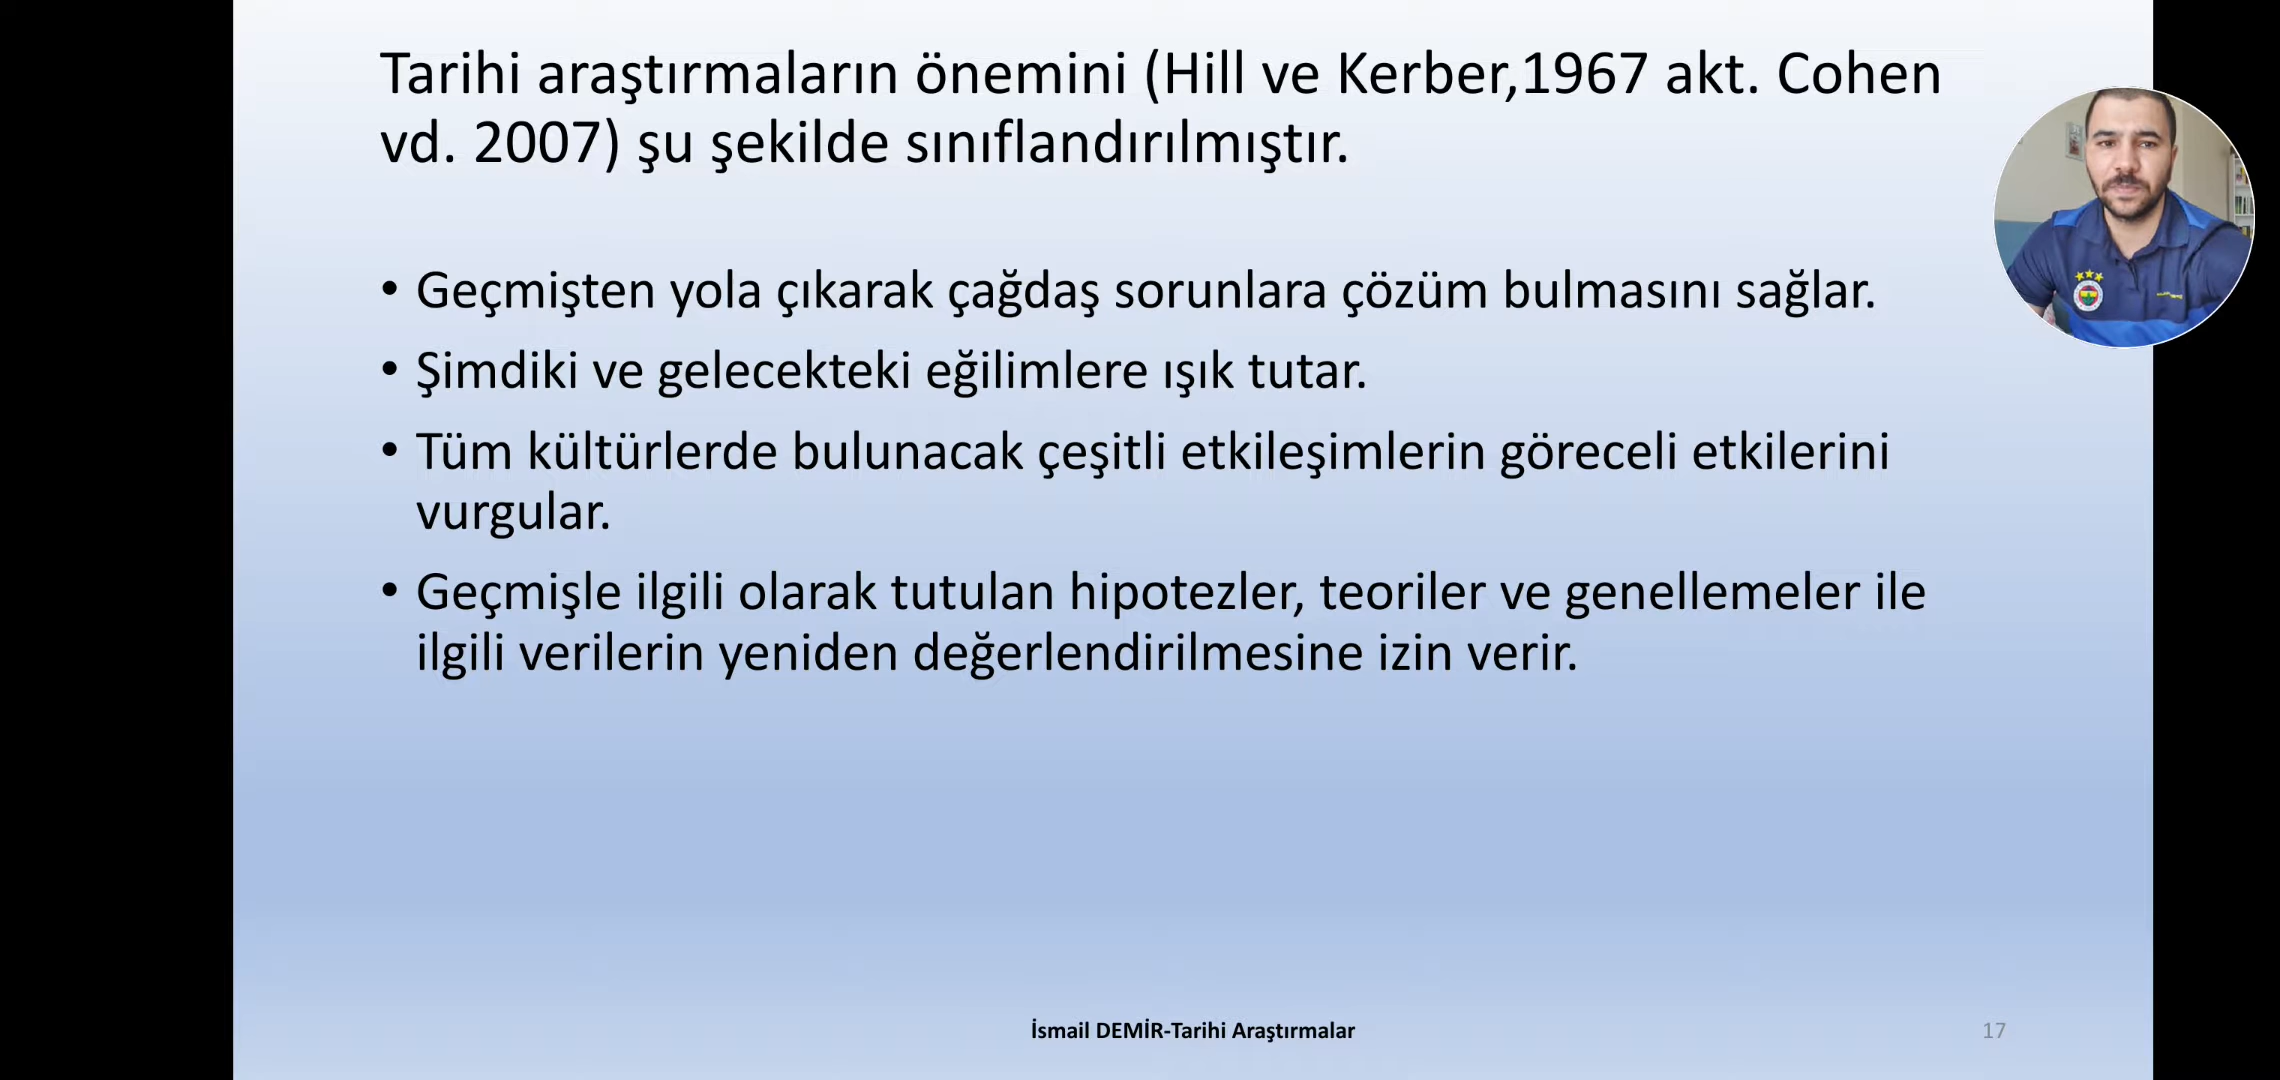 Tarihi araştırmaların önemini (Hill ve Kerber,1967 akt. Cohen
vd. 2007) şu şekilde sınıflandırılmıştır.
• Geçmişten yola çıkarak çağdaş sorunlara çözüm bulmasını sağlar.
• Şimdiki ve gelecekteki eğilimlere ışık tutar.
• Tüm kültürlerde bulunacak çeşitli etkileşimlerin göreceli etkilerini
vurgular.
• Geçmişle ilgili olarak tutulan hipotezler, teoriler ve genellemeler ile
ilgili verilerin yeniden değerlendirilmesine izin verir.
İsmail DEMİR-Tarihi Araştırmalar
17